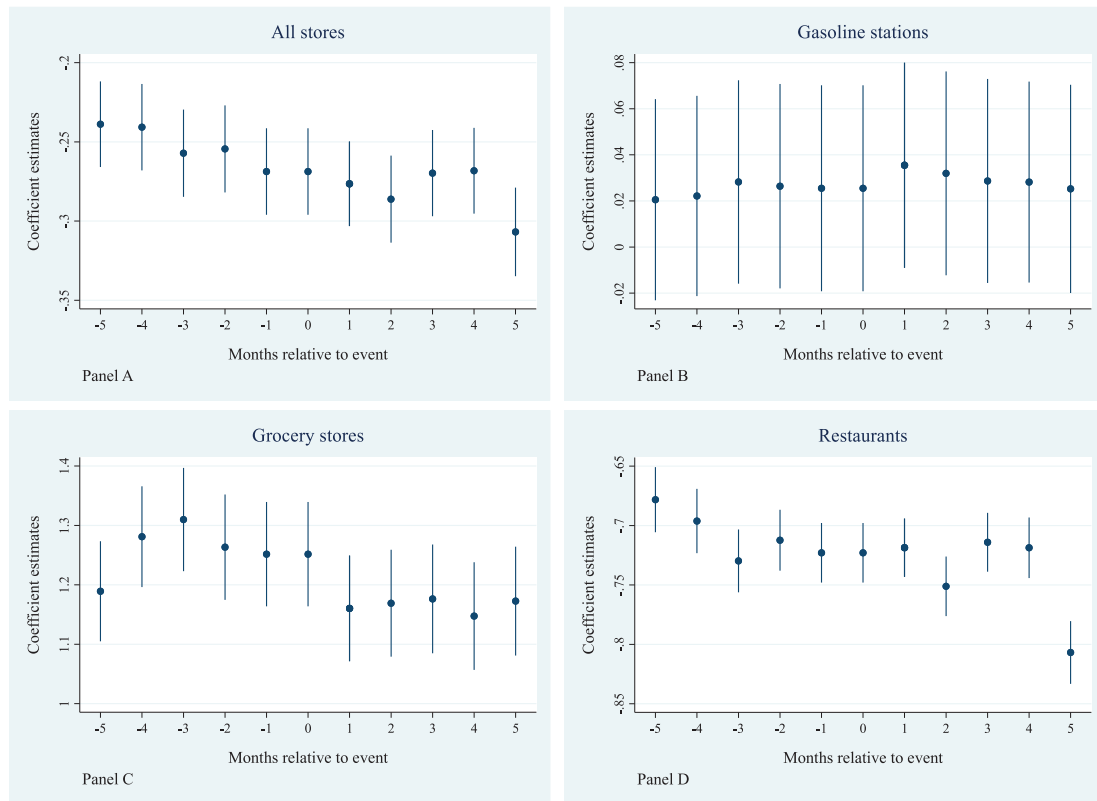 All stores
Coefficient estimates
-.2
-.25
-.3
-.35
-5 -4 -3 -2 -1 0 1 2 3 4 5
Months relative to event
Panel A
Gasoline stations
Coefficient estimates
.08
.06
.04
.02
0
-.02
-5 -4 -3 -2 -1 0 1 2 3 4 5
Months relative to event
Panel B
Grocery stores
Coefficient estimates
1.4
1.3
1.2
1.1
1
-5 -4 -3 -2 -1 0 1 2 3 4 5
Months relative to event
Panel C
Restaurants
Coefficient estimates
-.65
-.7
-.75
-.8
-.85
-5 -4 -3 -2 -1 0 1 2 3 4 5
Months relative to event
Panel D